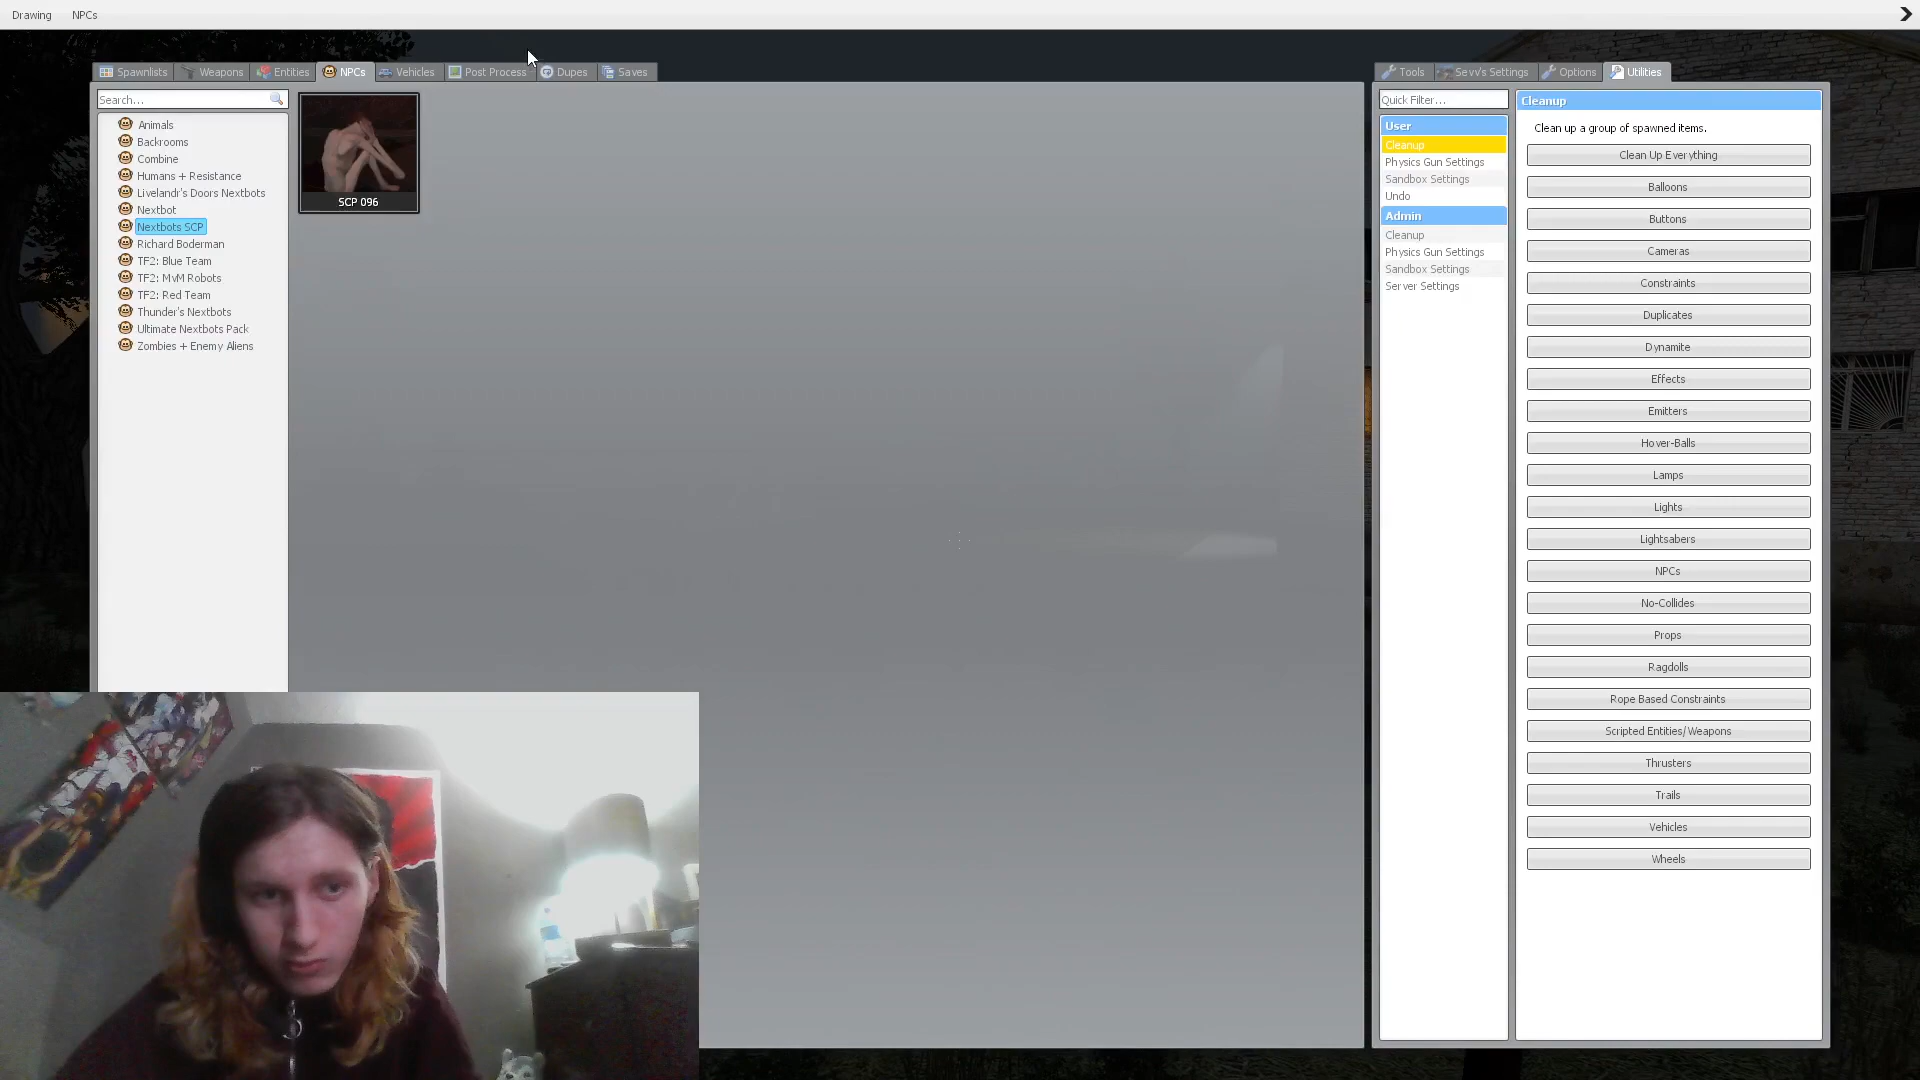 Drawing NPCs
Spawnlists Weapons Entities NPCs Vehicles Post Process Dupes Saves
Search...
Animals
Backrooms
Combine
Humans + Resistance
Livelandr's Doors Nextbots
Nextbot
Nextbots SCP
Richard Boderman
TF2: Blue Team
TF2: MvM Robots
TF2: Red Team
Thunder's Nextbots
Ultimate Nextbots Pack
Zombies + Enemy Aliens
SCP 096
Tools Sevv's Settings Options Utilities
Quick Filter...
User
Cleanup
Physics Gun Settings
Sandbox Settings
Undo
Admin
Cleanup
Physics Gun Settings
Sandbox Settings
Server Settings
Cleanup
Clean up a group of spawned items.
Clean Up Everything
Balloons
Buttons
Cameras
Constraints
Duplicates
Dynamite
Effects
Emitters
Hover-Balls
Lamps
Lights
Lightsabers
NPCs
No-Collides
Props
Ragdolls
Rope Based Constraints
Scripted Entities/Weapons
Thrusters
Trails
Vehicles
Wheels